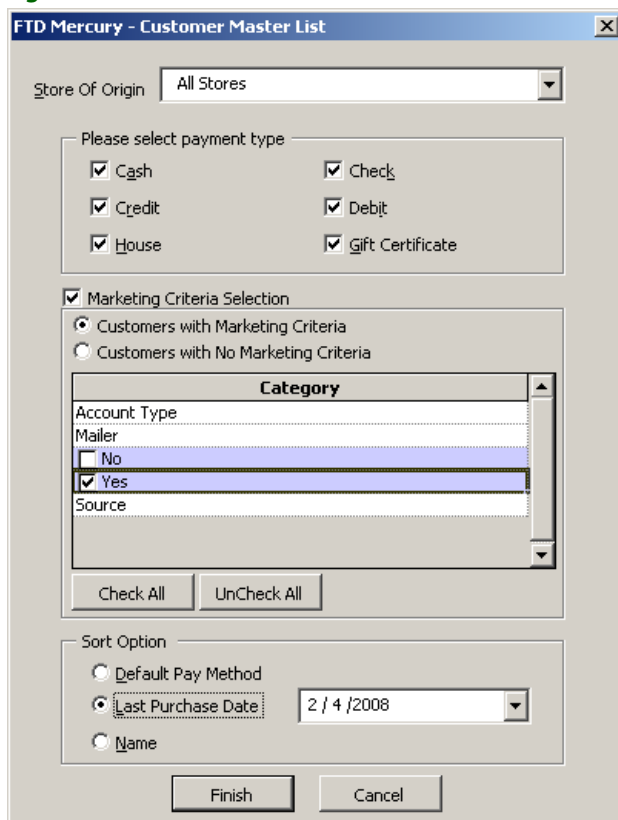 FTD Mercury - Customer Master List
Store Of Origin All Stores
Please select payment type
Cash Check
Credit Debit
House Gift Certificate
Marketing Criteria Selection
Customers with Marketing Criteria
Customers with No Marketing Criteria
Category
Account Type
Mailer
No
Yes
Source
Check All UnCheck All
Sort Option
Default Pay Method
Last Purchase Date 2 / 4 /2008
Name
Finish Cancel